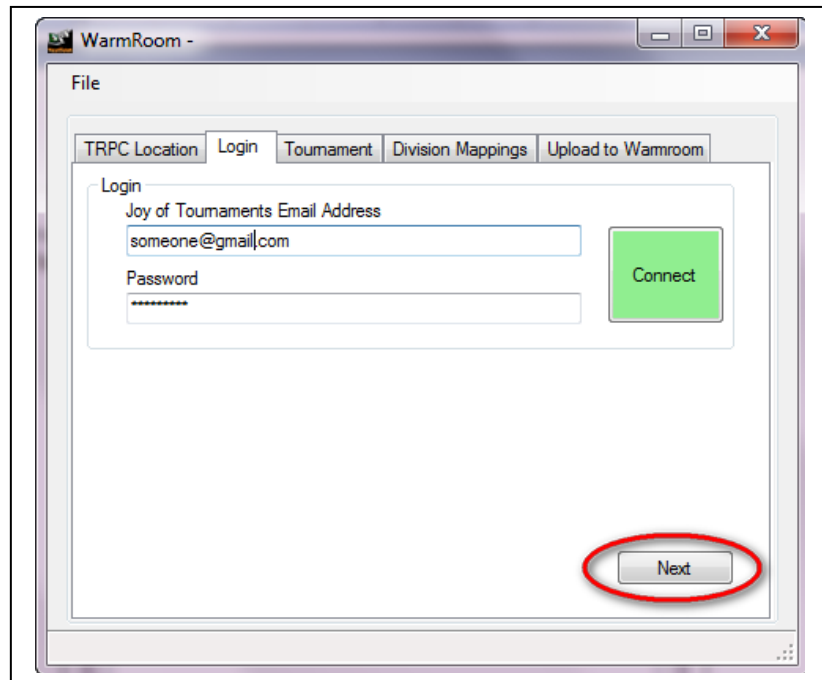 WarmRoom -
File
TRPC Location Login Tournament Division Mappings Upload to Warmroom
Login
Joy of Tournaments Email Address
someone@gmail.com
Password
*********
Connect
Next